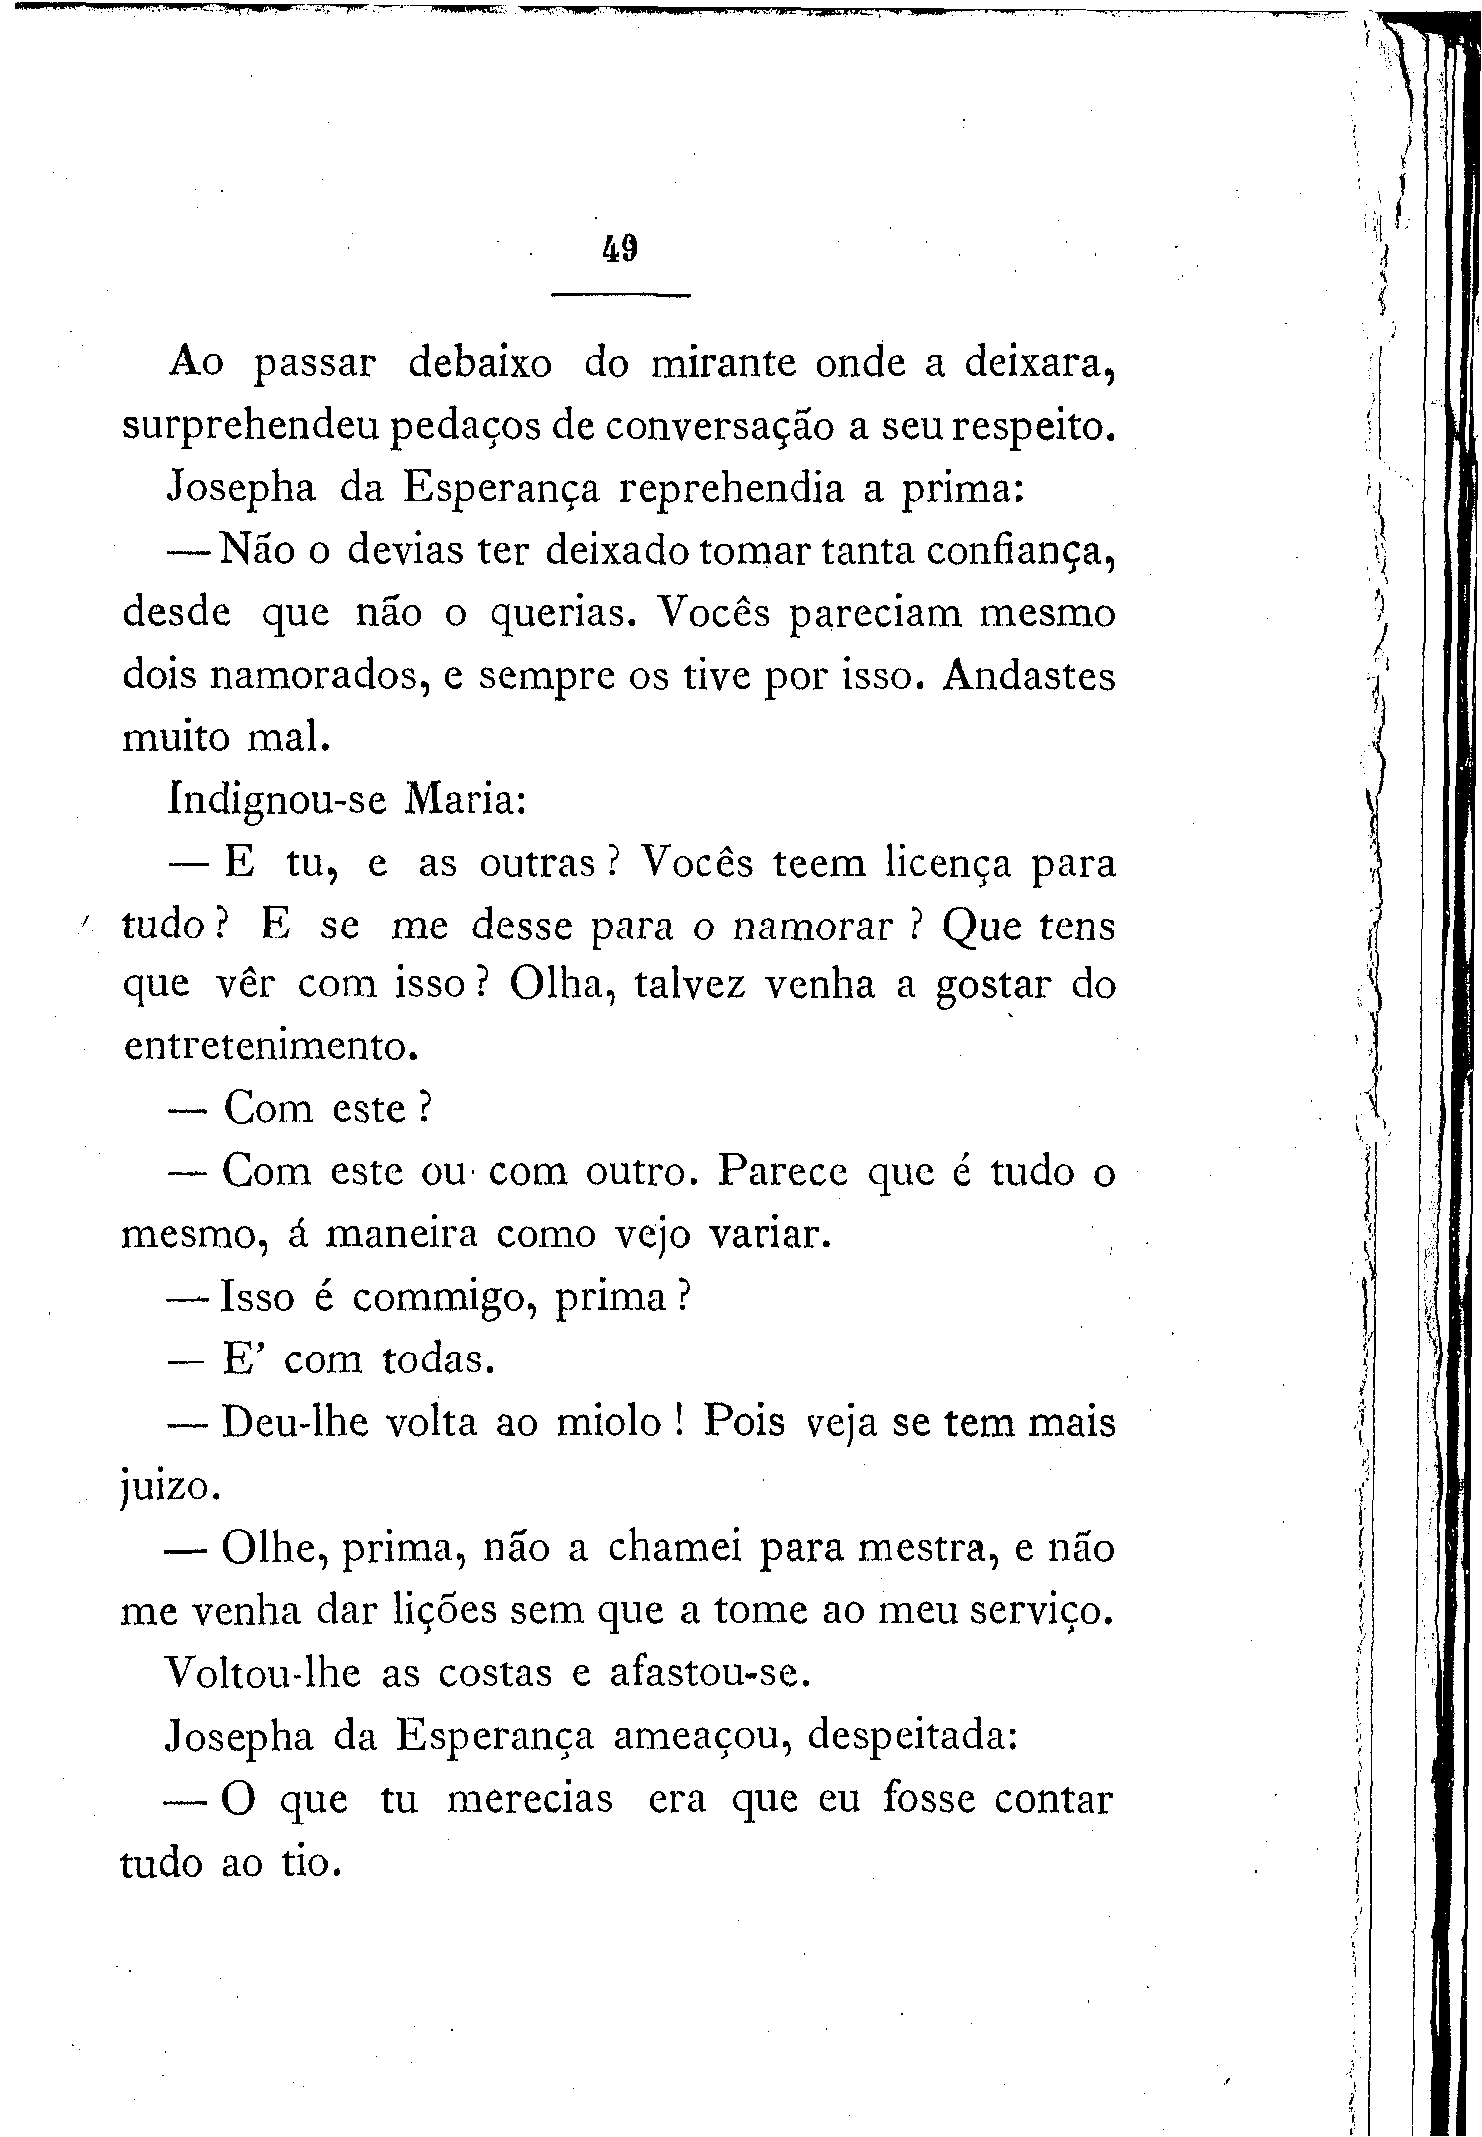 49
Ao passar debaixo do mirante onde a deixara,
surprehendeu pedaços de conversação a seu respeito.
Josepha da Esperança reprehendia a prima:
— Não o devias ter deixado tomar tanta confiança,
desde que não o querias. Vocês pareciam mesmo
dois namorados, e sempre os tive por isso. Andastes
muito mal.
Indignou-se Maria:
— E tu, e as outras ? Vocês teem licença para
tudo ? E se me desse para o namorar ? Que tens
que vêr com isso ? Olha, talvez venha a gostar do
entretenimento.
— Com este ?
— Com este ou com outro. Parece que é tudo o
mesmo, á maneira como vejo variar.
— Isso é commigo, prima ?
— E' com todas.
— Deu-lhe volta ao miolo ! Pois veja se tem mais
juizo.
— Olhe, prima, não a chamei para mestra, e não
me venha dar lições sem que a tome ao meu serviço.
Voltou-lhe as costas e afastou-se.
Josepha da Esperança ameaçou, despeitada:
— O que tu merecias era que eu fosse contar
tudo ao tio.